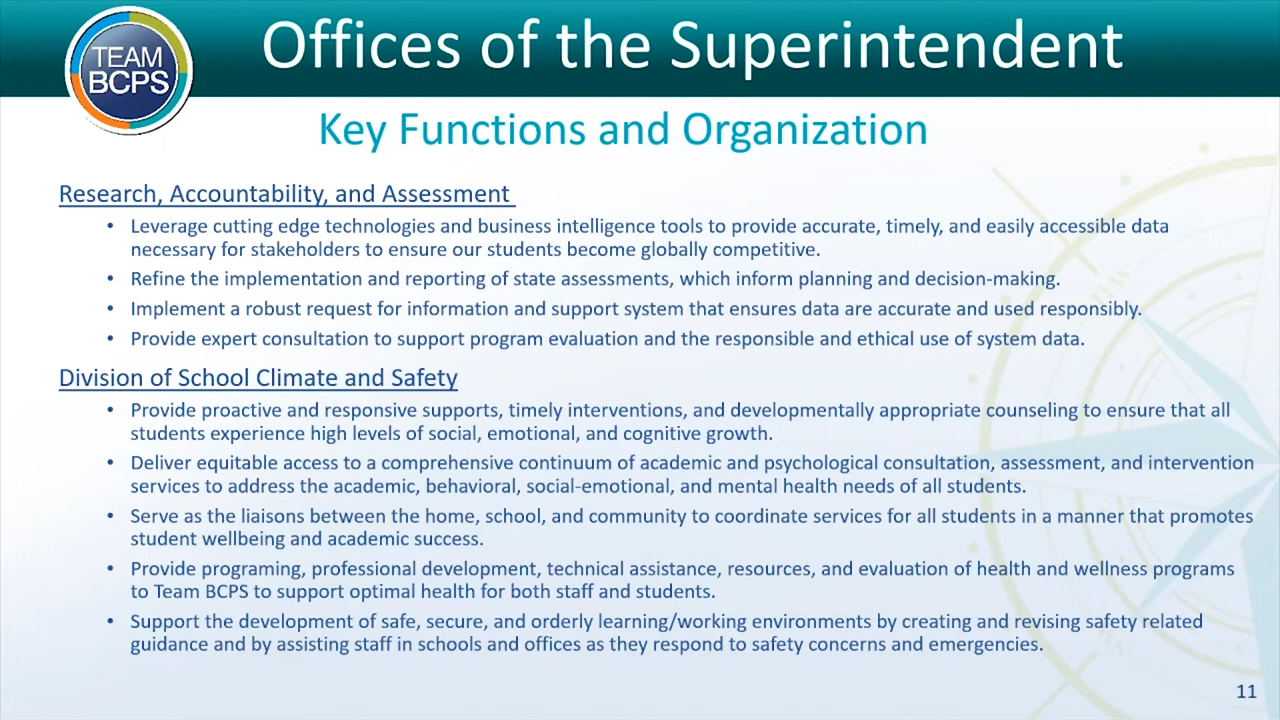 TEAM
BCPS
Offices of the Superintendent
Key Functions and Organization
Research, Accountability, and Assessment
• Leverage cutting edge technologies and business intelligence tools to provide accurate, timely, and easily accessible data
necessary for stakeholders to ensure our students become globally competitive.
• Refine the implementation and reporting of state assessments, which inform planning and decision-making.
• Implement a robust request for information and support system that ensures data are accurate and used responsibly.
• Provide expert consultation to support program evaluation and the responsible and ethical use of system data.
Division of School Climate and Safety
• Provide proactive and responsive supports, timely interventions, and developmentally appropriate counseling to ensure that all
students experience high levels of social, emotional, and cognitive growth.
• Deliver equitable access to a comprehensive continuum of academic and psychological consultation, assessment, and intervention
services to address the academic, behavioral, social-emotional, and mental health needs of all students.
• Serve as the liaisons between the home, school, and community to coordinate services for all students in a manner that promotes
student wellbeing and academic success.
• Provide programing, professional development, technical assistance, resources, and evaluation of health and wellness programs
to Team BCPS to support optimal health for both staff and students.
• Support the development of safe, secure, and orderly learning/working environments by creating and revising safety related
guidance and by assisting staff in schools and offices as they respond to safety concerns and emergencies.
11